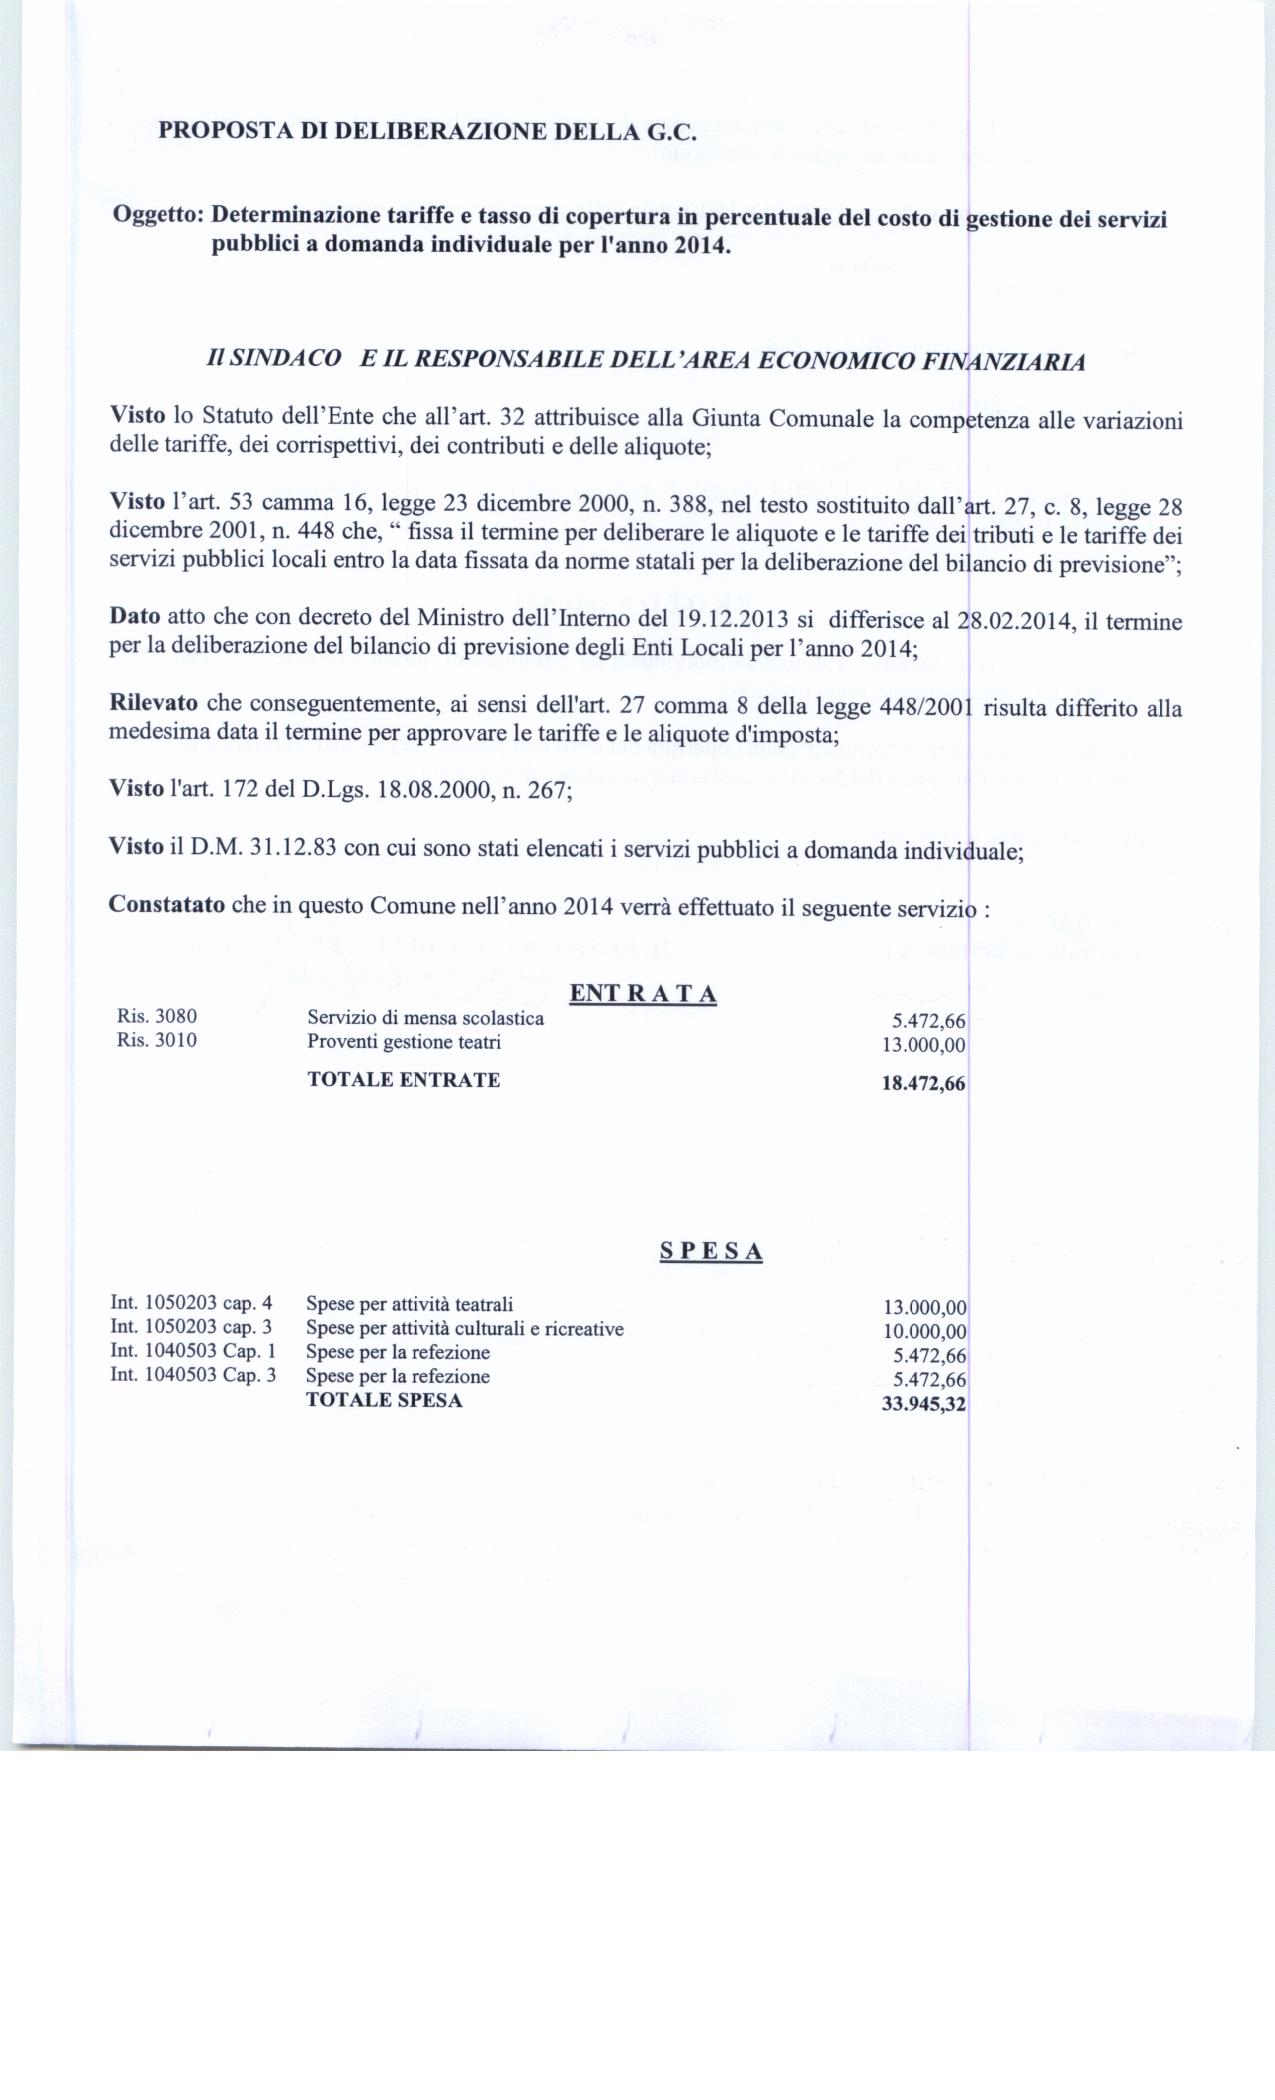 PROPOSTA DI DELIBERAZIONE DELLA G.C.
Oggetto: Determinazione tariffe e tasso di copertura in percentuale del costo di gestione dei servizi
pubblici a domanda individuale per l'anno 2014.
Il SINDACO E IL RESPONSABILE DELL'AREA ECONOMICO FINANZIARIA
Visto lo Statuto dell'Ente che all'art. 32 attribuisce alla Giunta Comunale la competenza alle variazioni
delle tariffe, dei corrispettivi, dei contributi e delle aliquote;
Visto l'art. 53 camma 16, legge 23 dicembre 2000, n. 388, nel testo sostituito dall'art. 27, c. 8, legge 28
dicembre 2001, n. 448 che, “ fissa il termine per deliberare le aliquote e le tariffe dei tributi e le tariffe dei
servizi pubblici locali entro la data fissata da norme statali per la deliberazione del bilancio di previsione”;
Dato atto che con decreto del Ministro dell'Interno del 19.12.2013 si differisce al 28.02.2014, il termine
per la deliberazione del bilancio di previsione degli Enti Locali per l'anno 2014;
Rilevato che conseguentemente, ai sensi dell'art. 27 comma 8 della legge 448/2001 risulta differito alla
medesima data il termine per approvare le tariffe e le aliquote d'imposta;
Visto l'art. 172 del D.Lgs. 18.08.2000, n. 267;
Visto il D.M. 31.12.83 con cui sono stati elencati i servizi pubblici a domanda individuale;
Constatato che in questo Comune nell'anno 2014 verrà effettuato il seguente servizio :
ENT R A T A
Ris. 3080 Servizio di mensa scolastica 5.472,66
Ris. 3010 Proventi gestione teatri 13.000,00
TOTALE ENTRATE 18.472,66
S P E S A
Int. 1050203 cap. 4 Spese per attività teatrali 13.000,00
Int. 1050203 cap. 3 Spese per attività culturali e ricreative 10.000,00
Int. 1040503 Cap. 1 Spese per la refezione 5.472,66
Int. 1040503 Cap. 3 Spese per la refezione 5.472,66
TOTALE SPESA 33.945,32